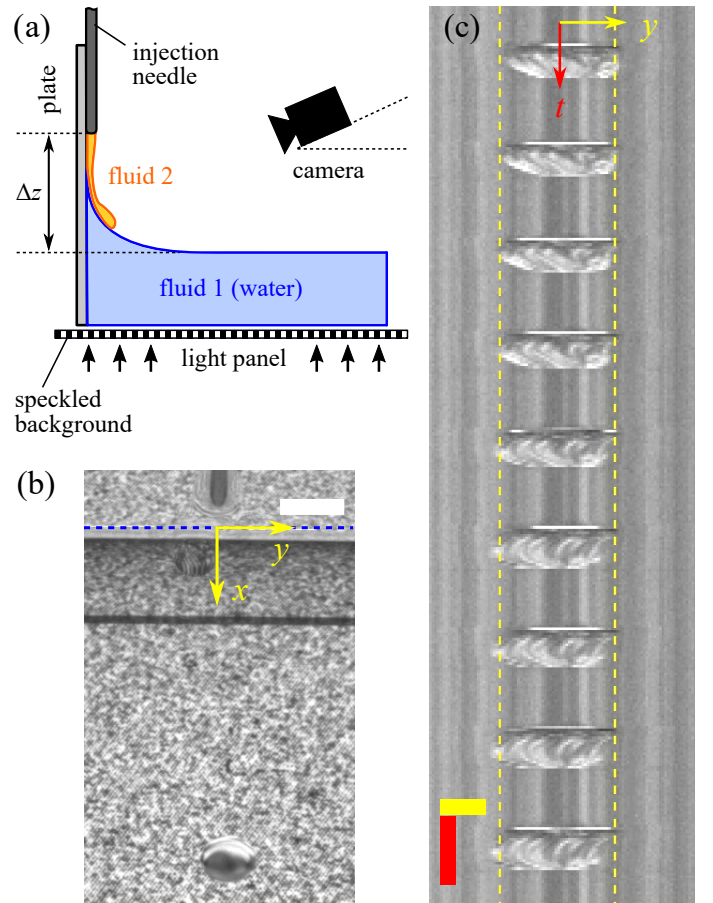 (a)
injection
needle
plate
fluid 2
Δz
camera
fluid 1 (water)
light panel
speckled
background
(b)
y
x
(c)
y
t